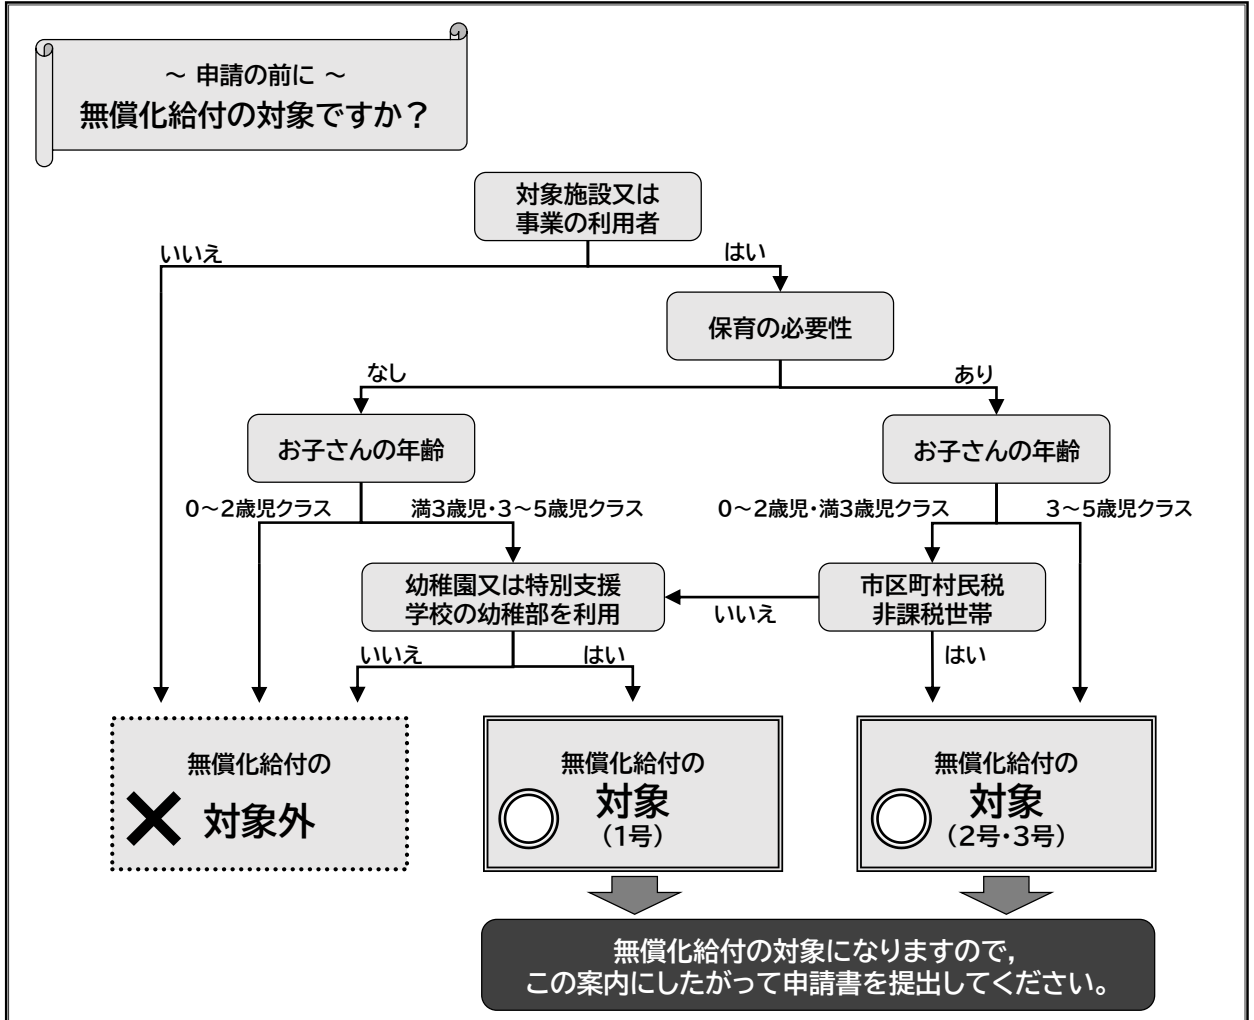 ～ 申請の前に ～
無償化給付の対象ですか？
対象施設又は
事業の利用者
いいえ
はい
保育の必要性
なし
あり
お子さんの年齢
お子さんの年齢
0～2歳児クラス
満3歳児・3～5歳児クラス
0～2歳児・満3歳児クラス
3～5歳児クラス
幼稚園又は特別支援
学校の幼稚部を利用
いいえ
市区町村民税
非課税世帯
いいえ
はい
はい
無償化給付の
対象外
無償化給付の
対象
（1号）
無償化給付の
対象
（2号・3号）
無償化給付の対象になりますので，
この案内にしたがって申請書を提出してください。